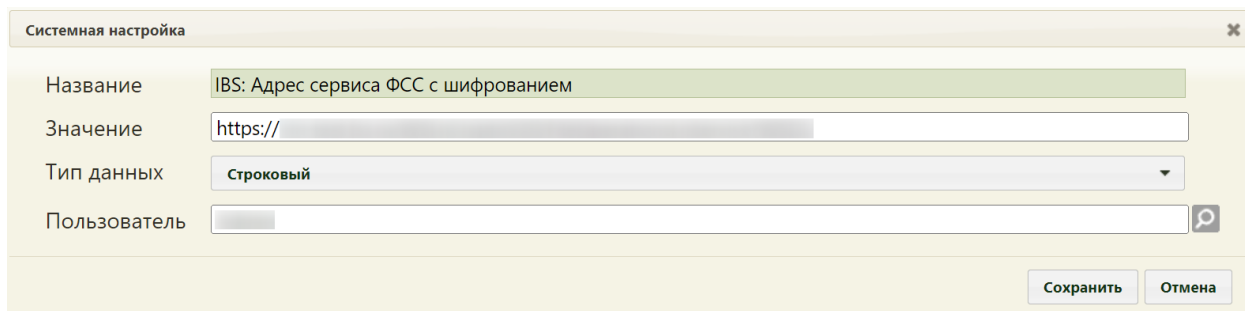 Системная настройка
Название IBS: Адрес сервиса ФСС с шифрованием
Значение https://
Тип данных Строковый
Пользователь
Сохранить Отмена